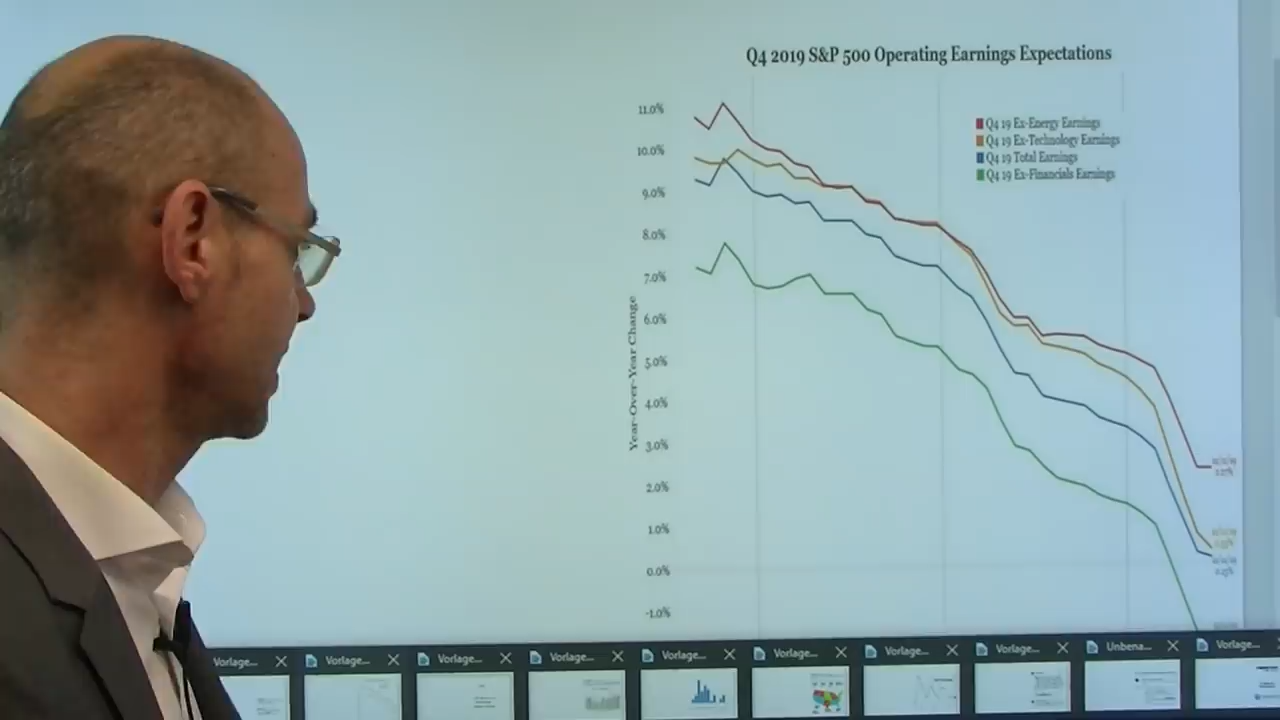 Q4 2019 S&P 500 Operating Earnings Expectations
11.0%
10.0%
9.0%
8.0%
7.0%
6.0%
5.0%
4.0%
3.0%
2.0%
1.0%
0.0%
-1.0%
Year-Over-Year Change
Q4 19 Ex-Energy Earnings
Q4 19 Ex-Technology Earnings
Q4 19 Total Earnings
Q4 19 Ex-Financials Earnings
Vorlage...
Vorlage...
Vorlage...
Vorlage...
Vorlage...
Vorlage...
Vorlage...
Vorlage...
Unbena...
Vorlage...